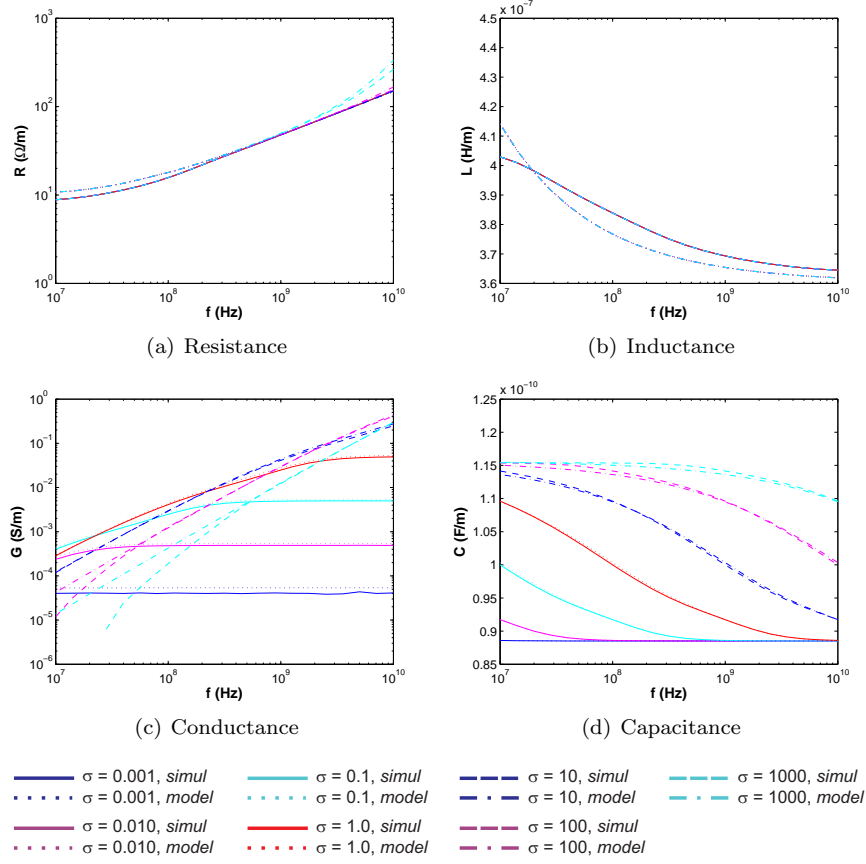 10³
10²
10¹
10⁰
R (Ω/m)
10⁷ 10⁸ 10⁹ 10¹⁰
f (Hz)
(a) Resistance
x 10⁻⁷
4.5
4.4
4.3
4.2
4.1
4
3.9
3.8
3.7
3.6
L (H/m)
10⁷ 10⁸ 10⁹ 10¹⁰
f (Hz)
(b) Inductance
10⁰
10⁻¹
10⁻²
10⁻³
10⁻⁴
10⁻⁵
10⁻⁶
G (S/m)
10⁷ 10⁸ 10⁹ 10¹⁰
f (Hz)
(c) Conductance
x 10⁻¹⁰
1.25
1.2
1.15
1.1
1.05
1
0.95
0.9
0.85
C (F/m)
10⁷ 10⁸ 10⁹ 10¹⁰
f (Hz)
(d) Capacitance
σ = 0.001, simul σ = 0.1, simul σ = 10, simul σ = 1000, simul
σ = 0.001, model σ = 0.1, model σ = 10, model σ = 1000, model
σ = 0.010, simul σ = 1.0, simul σ = 100, simul
σ = 0.010, model σ = 1.0, model σ = 100, model